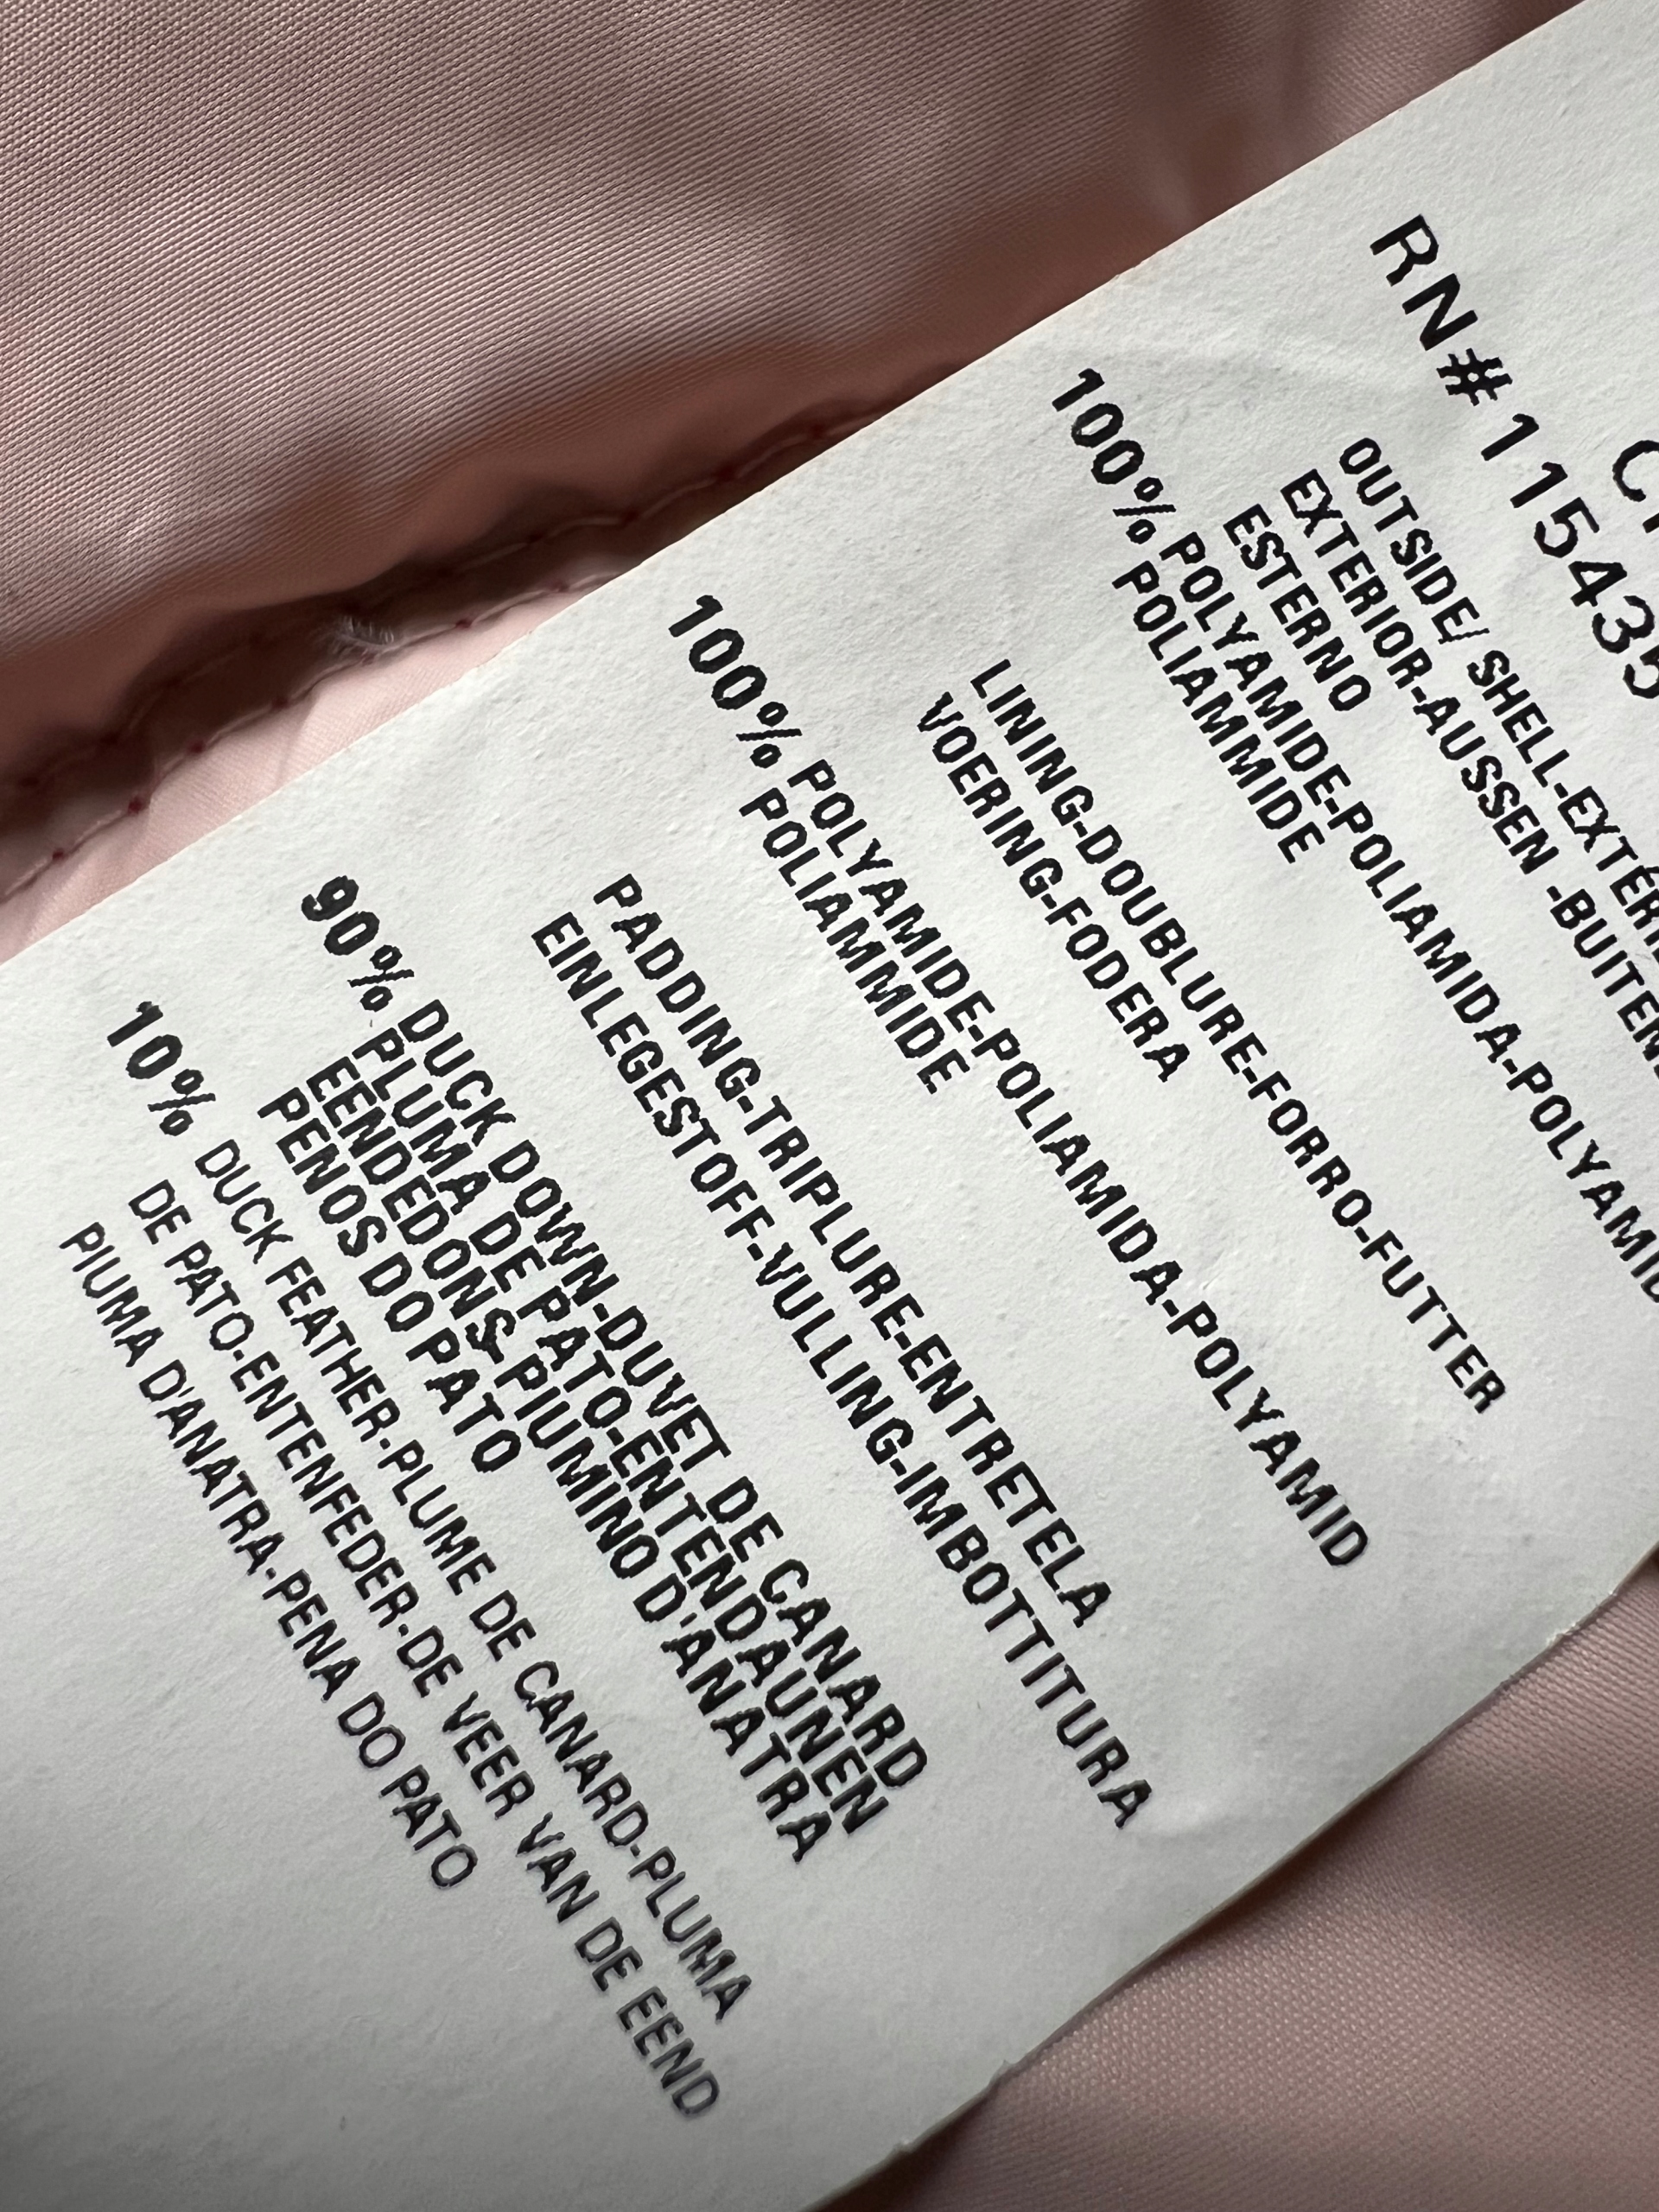 RN# 115435
OUTSIDE/ SHELL-EXTÉRI
EXTERIOR-AUSSEN -BUITEN
ESTERNO
100% POLYAMIDE-POLIAMIDA-POLYAMID
POLIAMMIDE
LINING-DOUBLURE-FORRO-FUTTER
VOERING-FODERA
100% POLYAMIDE-POLIAMIDA-POLYAMID
POLIAMMIDE
PADDING-TRIPLURE-ENTRETELA
EINLEGESTOFF-VULLING-IMBOTTITURA
90% DUCK DOWN-DUVET DE CANARD
PLUMA DE PATO-ENTENDAUNEN
EENDEDONS-PIUMINO D'ANATRA
PENOS DO PATO
10% DUCK FEATHER-PLUME DE CANARD-PLUMA
DE PATO-ENTENFEDER-DE VEER VAN DE EEND
PIUMA D'ANATRA-PENA DO PATO